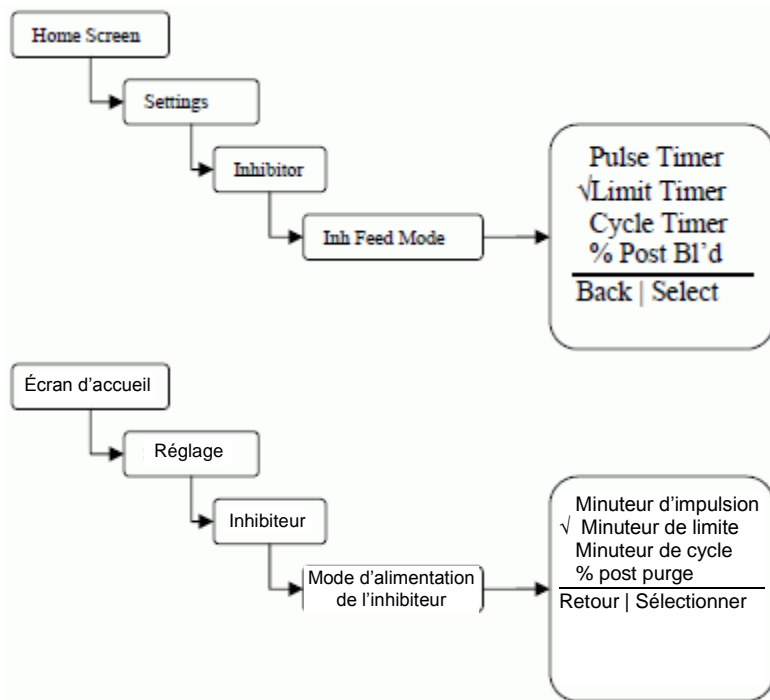 Home Screen
Settings
Inhibitor
Inh Feed Mode
Pulse Timer
√Limit Timer
Cycle Timer
% Post Bl’d
Back | Select
Écran d’accueil
Réglage
Inhibiteur
Mode d’alimentation
de l’inhibiteur
Minuteur d’impulsion
√ Minuteur de limite
Minuteur de cycle
% post purge
Retour | Sélectionner